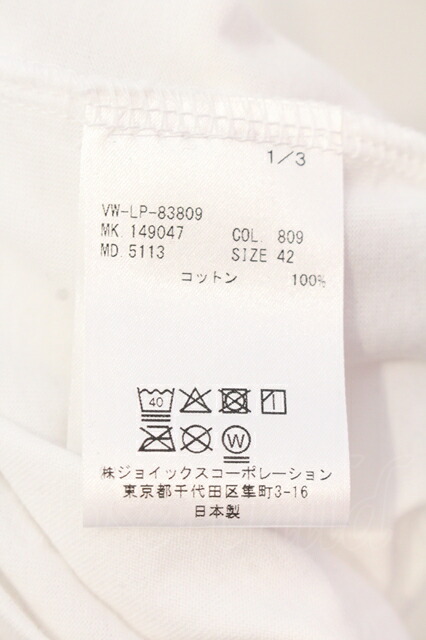 1/3
VW-LP-83809
MK. 149047 COL. 809
MD. 5113 SIZE 42
コットン 100%
40
W
株ジョイックスコーポレーション
東京都千代田区隼町3-16
日本製